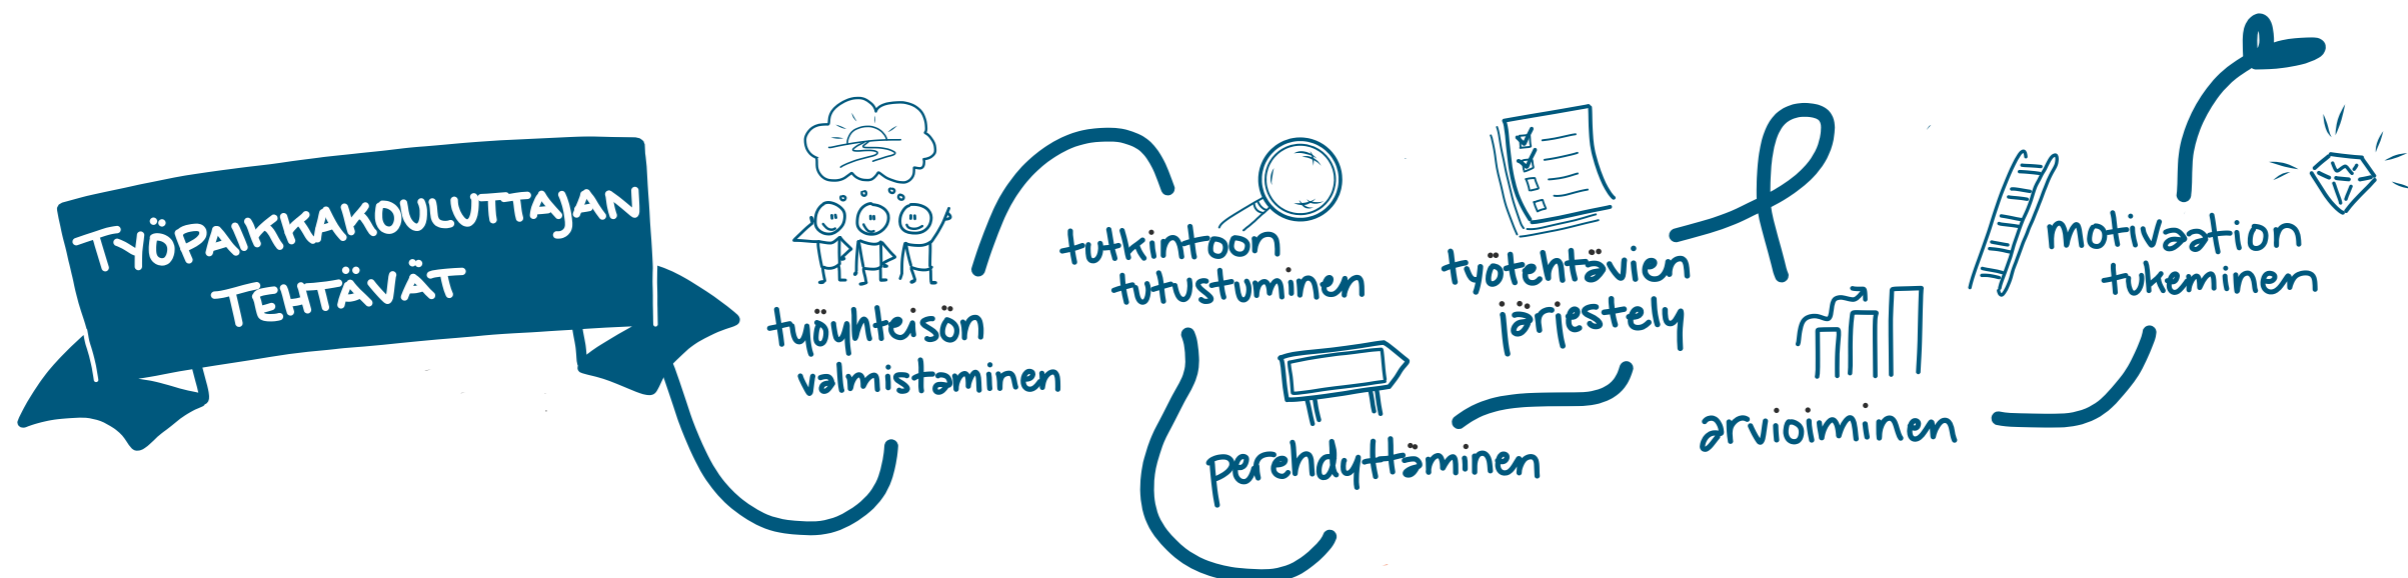 TYÖPAIKKAKOULUTTAJAN
TEHTÄVÄT
työyhteisön
valmistaminen
tutkintoon
tutustuminen
perehdyttäminen
työtehtävien
järjestely
arvioiminen
motivaation
tukeminen